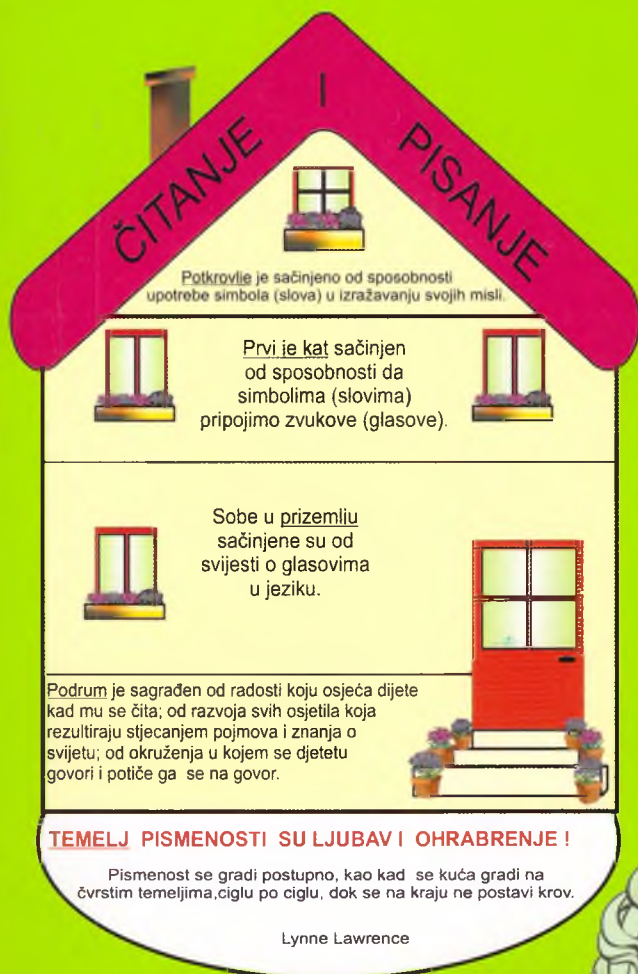 ČITANJE I PISANJE
Potkrovlje je sačinjeno od sposobnosti
upotrebe simbola (slova) u izražavanju svojih misli.
Prvi je kat sačinjen
od sposobnosti da
simbolima (slovima)
pripojimo zvukove (glasove).
Sobe u prizemlju
sačinjene su od
svijesti o glasovima
u jeziku.
Podrum je sagrađen od radosti koju osjeća dijete
kad mu se čita; od razvoja svih osjetila koja
rezultiraju stjecanjem pojmova i znanja o
svijetu; od okruženja u kojem se djetetu
govori i potiče ga se na govor.
TEMELJ PISMENOSTI SU LJUBAV I OHRABRENJE !
Pismenost se gradi postupno, kao kad se kuća gradi na
čvrstim temeljima,ciglu po ciglu, dok se na kraju ne postavi krov.
Lynne Lawrence